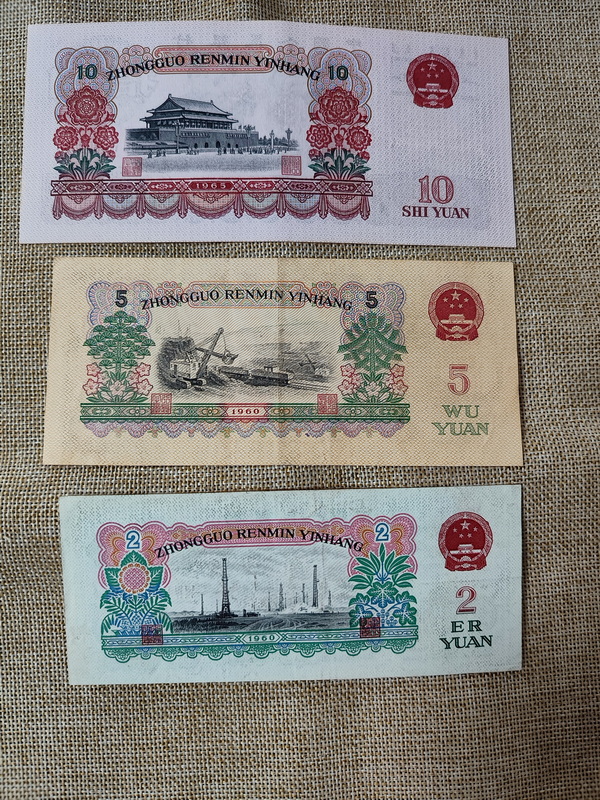 10 ZHONGGUO RENMIN YINHANG 10
1965
10
SHI YUAN
5 ZHONGGUO RENMIN YINHANG 5
1960
5
WU
YUAN
2 ZHONGGUO RENMIN YINHANG 2
1960
2
ER
YUAN